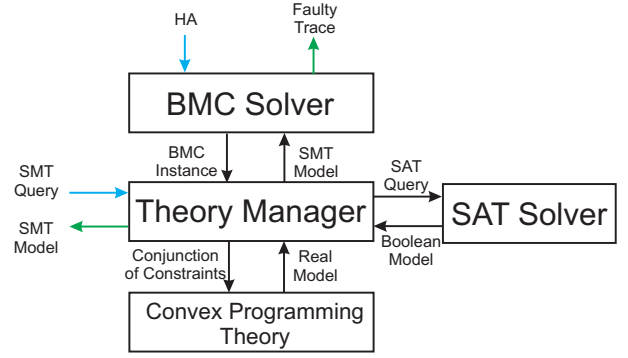 HA
Faulty
Trace
BMC Solver
BMC
Instance
SMT
Model
SMT
Query
SAT
Query
Theory Manager
SAT Solver
SMT
Model
Boolean
Model
Conjunction
of Constraints
Real
Model
Convex Programming
Theory